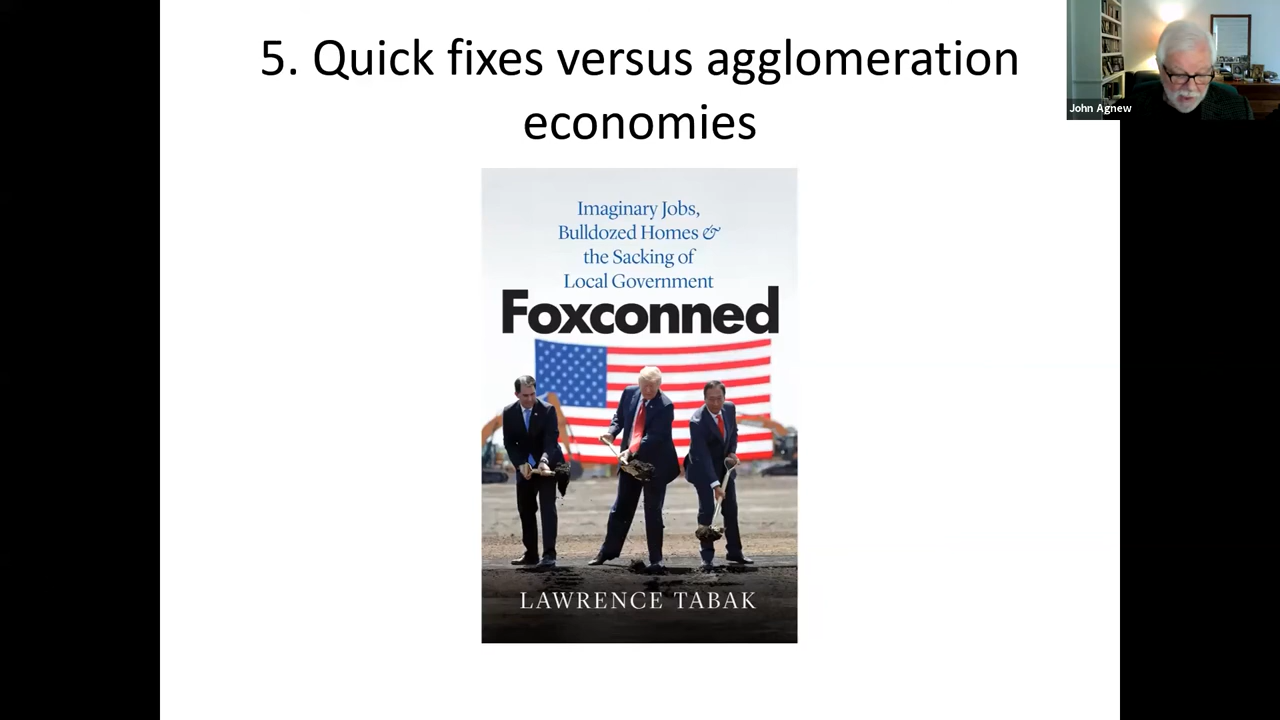 5. Quick fixes versus agglomeration
economies
John Agnew
Imaginary Jobs,
Bulldozed Homes &
the Sacking of
Local Government
Foxconned
LAWRENCE TABAK